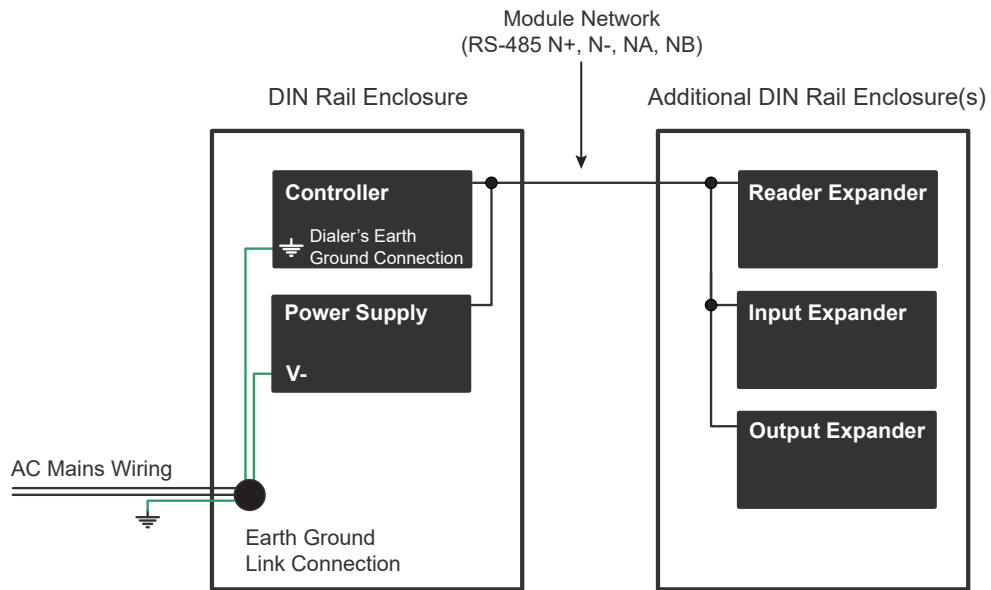 Module Network
(RS-485 N+, N-, NA, NB)
DIN Rail Enclosure
Additional DIN Rail Enclosure(s)
Controller
Dialer's Earth
Ground Connection
Power Supply
V-
Reader Expander
Input Expander
Output Expander
AC Mains Wiring
Earth Ground
Link Connection